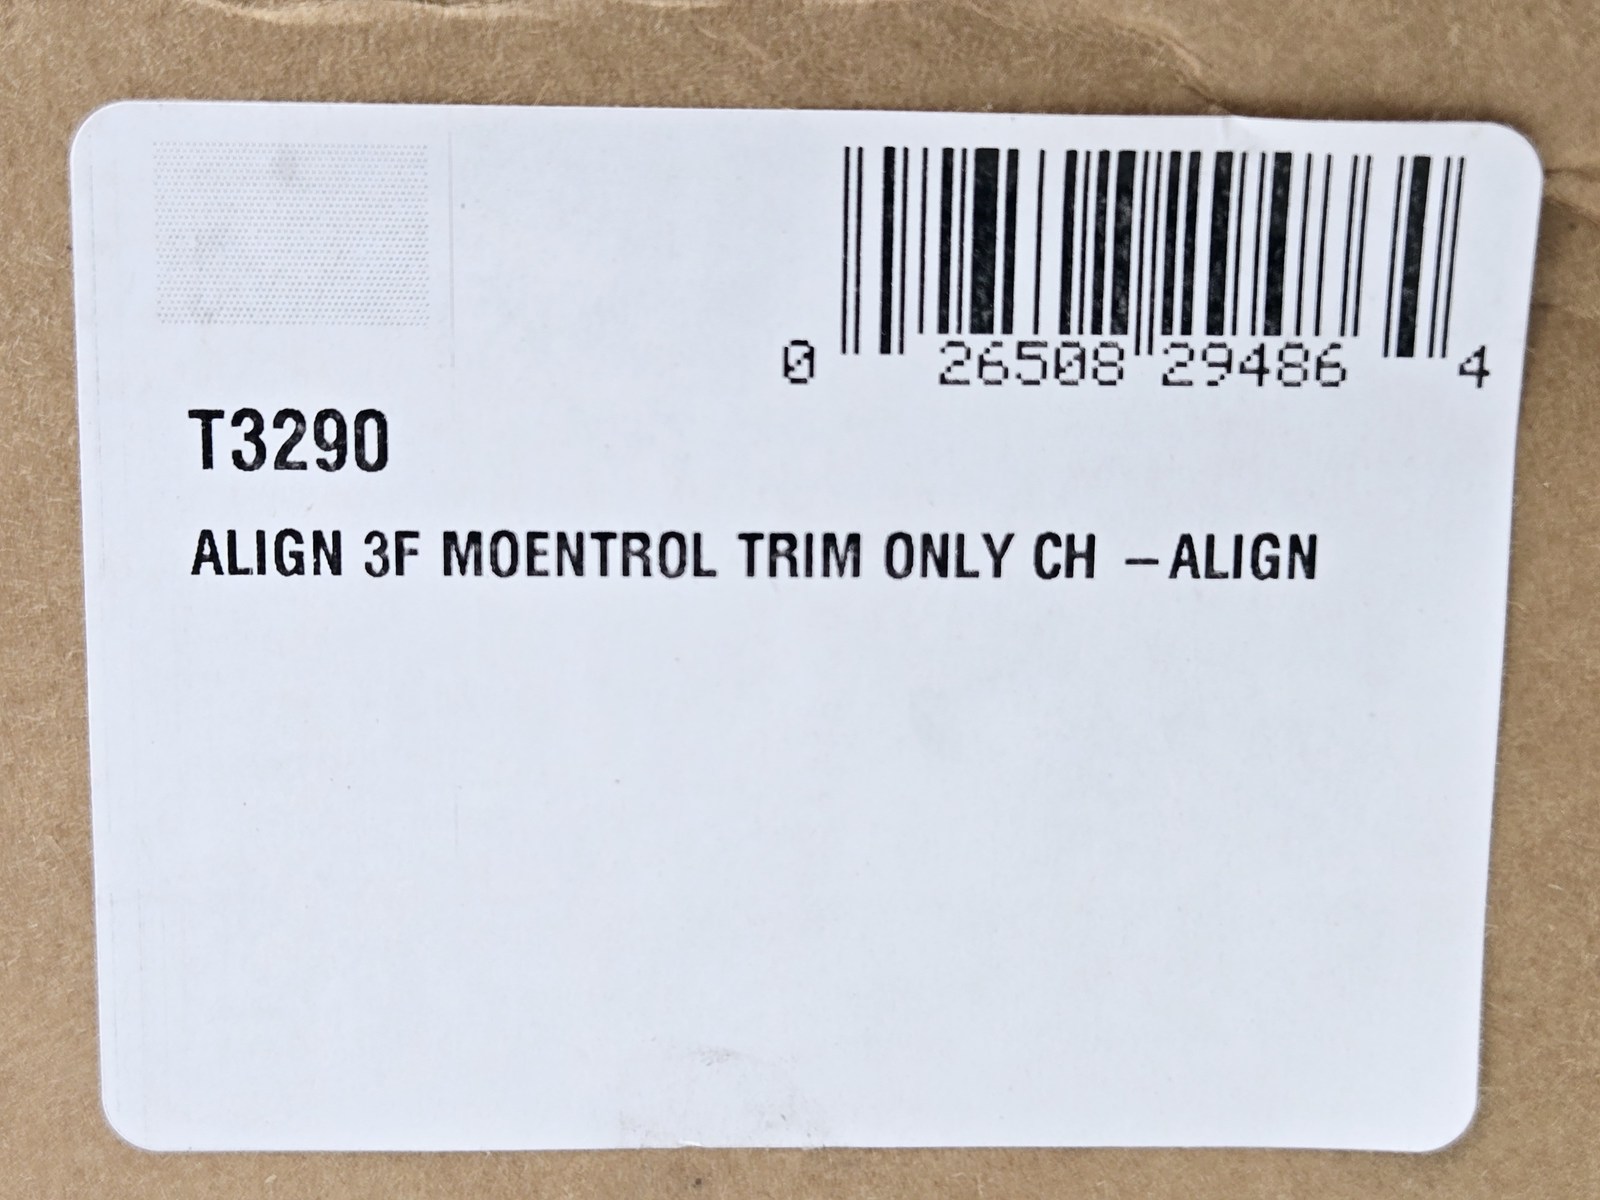 0 26508 29486 4
T3290
ALIGN 3F MOENTROL TRIM ONLY CH –ALIGN